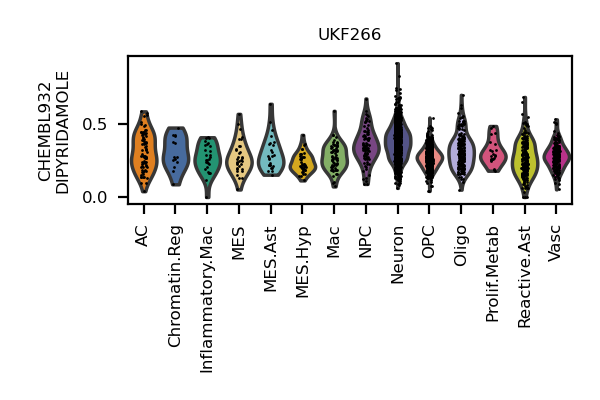 UKF266
CHEMBL932
DIPYRIDAMOLE
0.5
0.0
AC
Chromatin.Reg
Inflammatory.Mac
MES
MES.Ast
MES.Hyp
Mac
NPC
Neuron
OPC
Oligo
Prolif.Metab
Reactive.Ast
Vasc